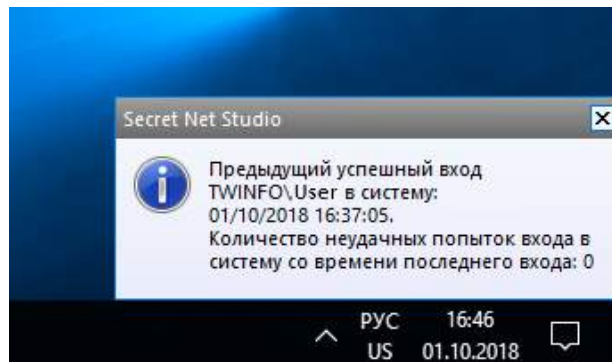 Secret Net Studio
Предыдущий успешный вход
TWINFO\User в систему:
01/10/2018 16:37:05.
Количество неудачных попыток входа в
систему со времени последнего входа: 0
РУС 16:46
US 01.10.2018